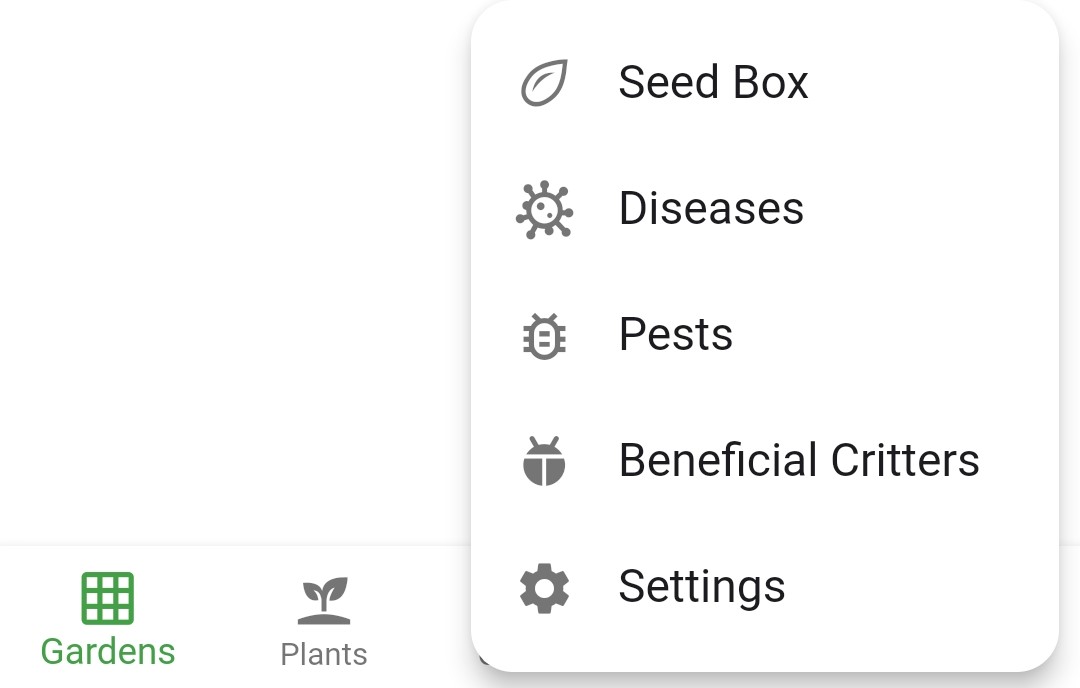 Seed Box
Diseases
Pests
Beneficial Critters
Settings
Gardens
Plants